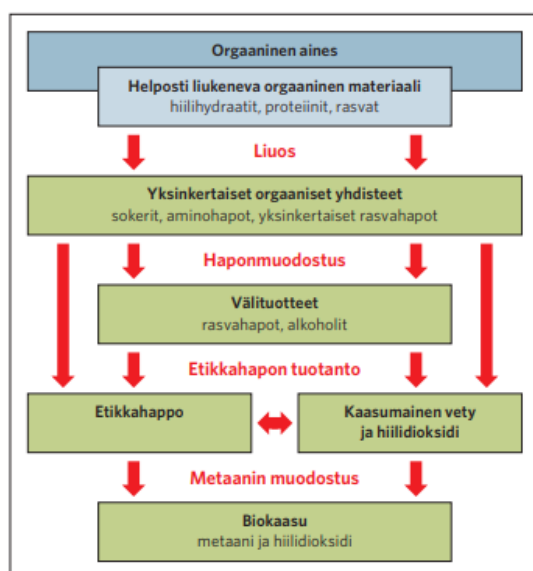 Orgaaninen aines
Helposti liukeneva orgaaninen materiaali
hiilihydraatit, proteiinit, rasvat
Liuos
Yksinkertaiset orgaaniset yhdisteet
sokerit, aminohapot, yksinkertaiset rasvahapot
Haponmuodostus
Välituotteet
rasvahapot, alkoholit
Etikkahapon tuotanto
Etikkahappo
Kaasumainen vety
ja hiilidioksidi
Metaanin muodostus
Biokaasu
metaani ja hiilidioksidi